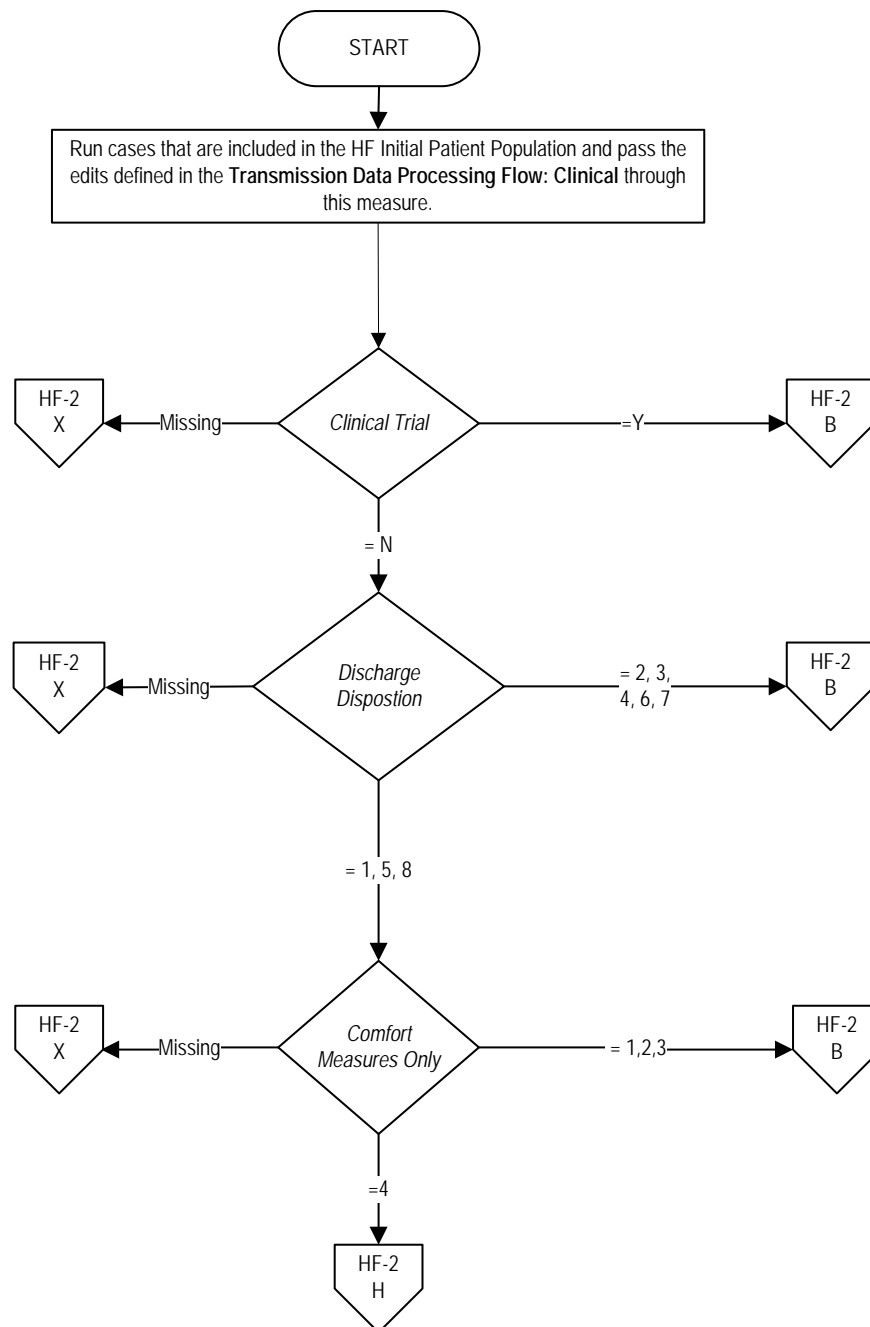 START
Run cases that are included in the HF Initial Patient Population and pass the
edits defined in the Transmission Data Processing Flow: Clinical through
this measure.
HF-2
X
Missing
Clinical Trial
=Y
HF-2
B
= N
HF-2
X
Missing
Discharge
Dispostion
= 2, 3,
4, 6, 7
HF-2
B
= 1, 5, 8
HF-2
X
Missing
Comfort
Measures Only
= 1,2,3
HF-2
B
=4
HF-2
H